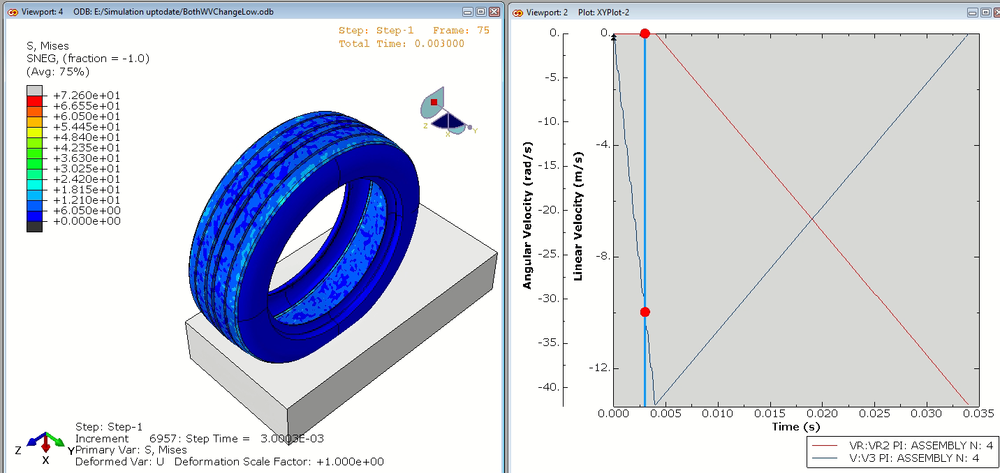 Viewport: 4 ODB: E:/Simulation uptodate/BothWVChangeLow.odb
Step: Step-1 Frame: 75
Total Time: 0.003000
S, Mises
SNEG, (fraction = -1.0)
(Avg: 75%)
+7.260e+01
+6.655e+01
+6.050e+01
+5.445e+01
+4.840e+01
+4.235e+01
+3.630e+01
+3.025e+01
+2.420e+01
+1.815e+01
+1.210e+01
+6.050e+00
+0.000e+00
Z
Y
X
Z
Y
X
Step: Step-1
Increment 6957: Step Time = 3.0003E-03
Primary Var: S, Mises
Deformed Var: U Deformation Scale Factor: +1.000e+00
Viewport: 2 Plot: XYPlot-2
Angular Velocity (rad/s)
0.
-5.
-10.
-15.
-20.
-25.
-30.
-35.
-40.
Linear Velocity (m/s)
0.
-4.
-8.
-12.
0.000
0.005
0.010
0.015
0.020
0.025
0.030
0.035
Time (s)
VR:VR2 PI: ASSEMBLY N: 4
V:V3 PI: ASSEMBLY N: 4